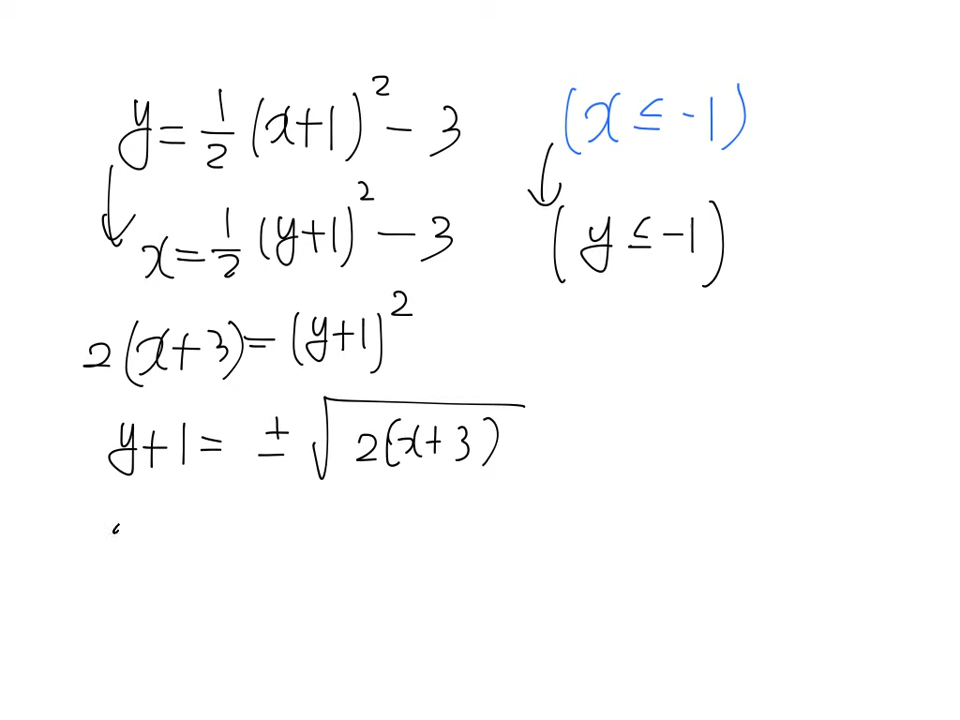 y = 1/2 (x+1)² - 3 (x ≤ -1)
x = 1/2 (y+1)² - 3 (y ≤ -1)
2(x+3) = (y+1)²
y+1 = ± √(2(x+3))